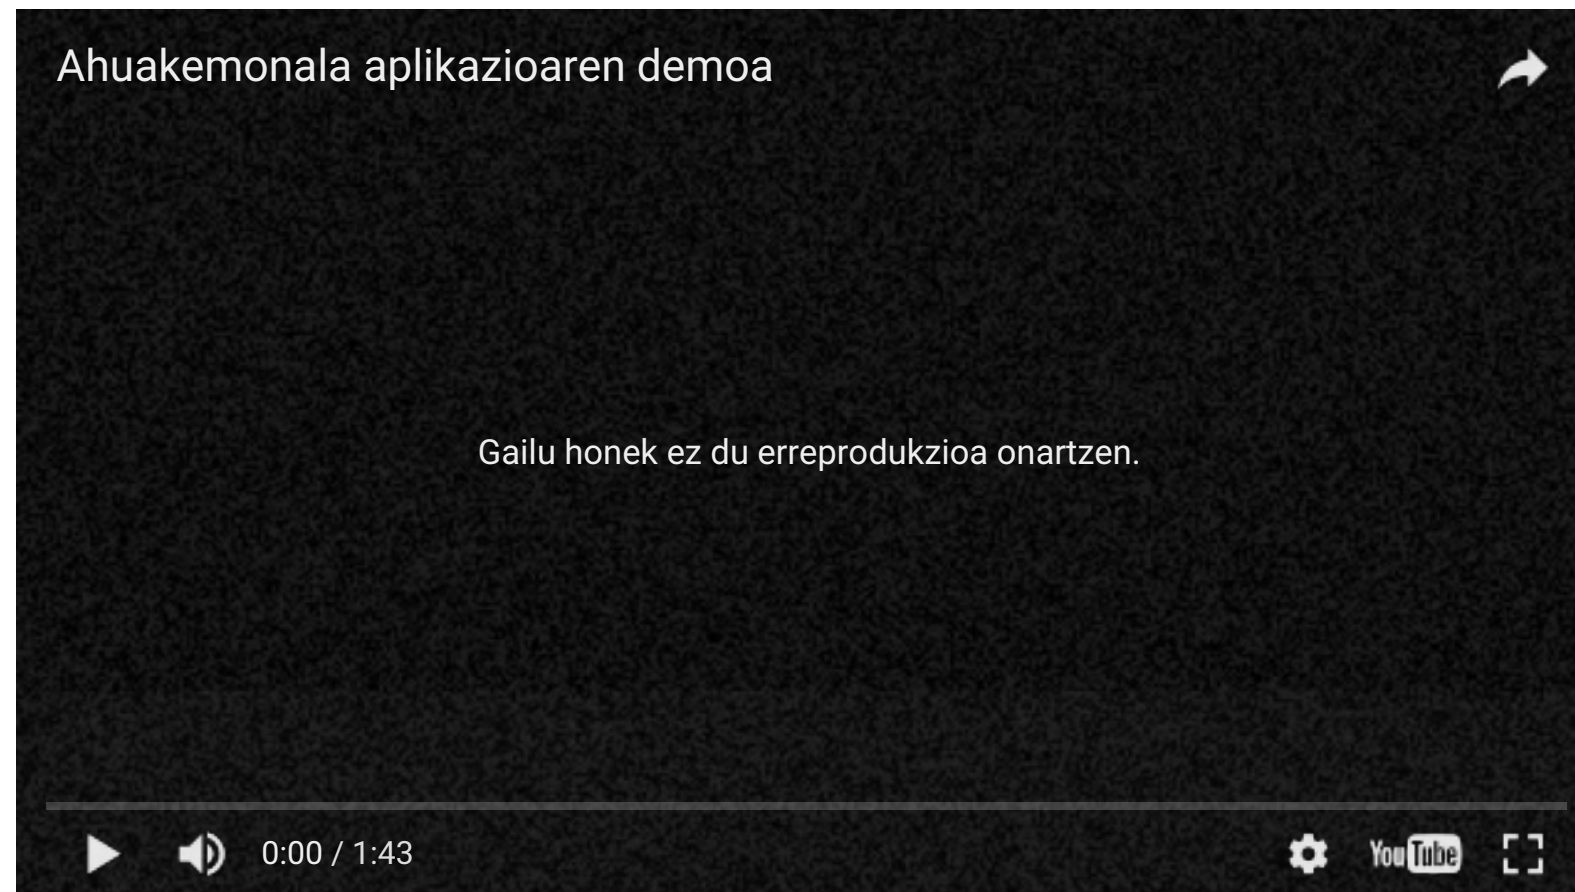 Ahuakemonala aplikazioaren demoa
Gailu honek ez du erreprodukzioa onartzen.
0:00 / 1:43
YouTube